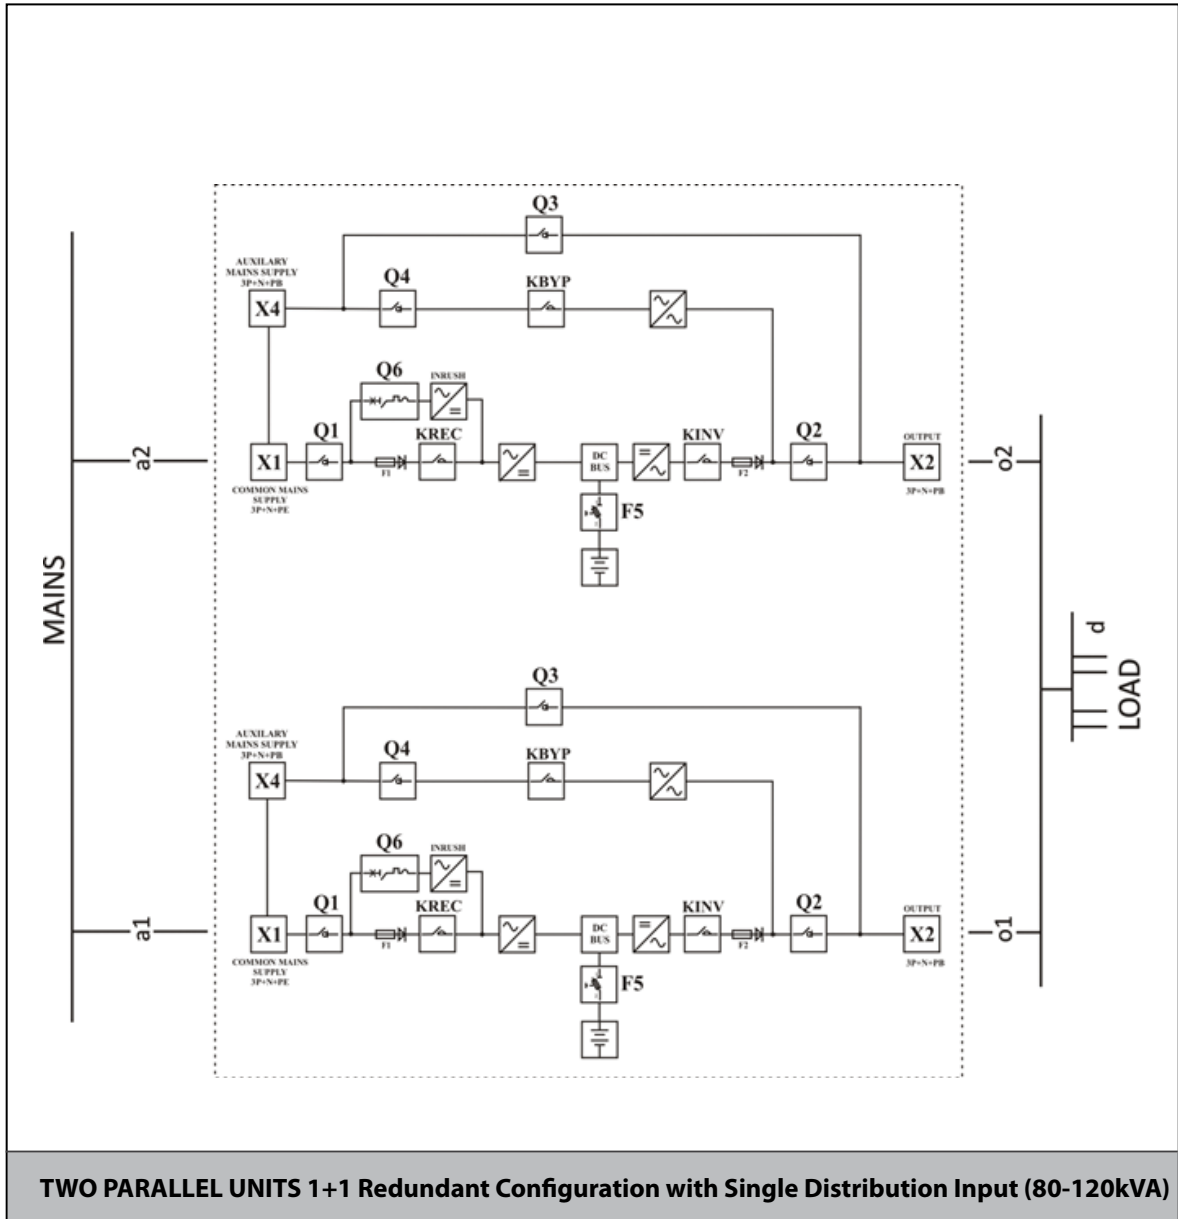 Q3
AUXILARY
MAINS SUPPLY
3P+N+PB
Q4
KBYP
X4
Q6
INRUSH
Q1
KREC
KINV
Q2
OUTPUT
a2
X1
F1
DC
BUS
F2
X2
o2
COMMON MAINS
SUPPLY
3P+N+PE
3P+N+PB
F5
MAINS
Q3
d
LOAD
AUXILARY
MAINS SUPPLY
3P+N+PB
Q4
KBYP
X4
Q6
INRUSH
Q1
KREC
KINV
Q2
OUTPUT
a1
X1
F1
DC
BUS
F2
X2
o1
COMMON MAINS
SUPPLY
3P+N+PE
3P+N+PB
F5
TWO PARALLEL UNITS 1+1 Redundant Configuration with Single Distribution Input (80-120kVA)